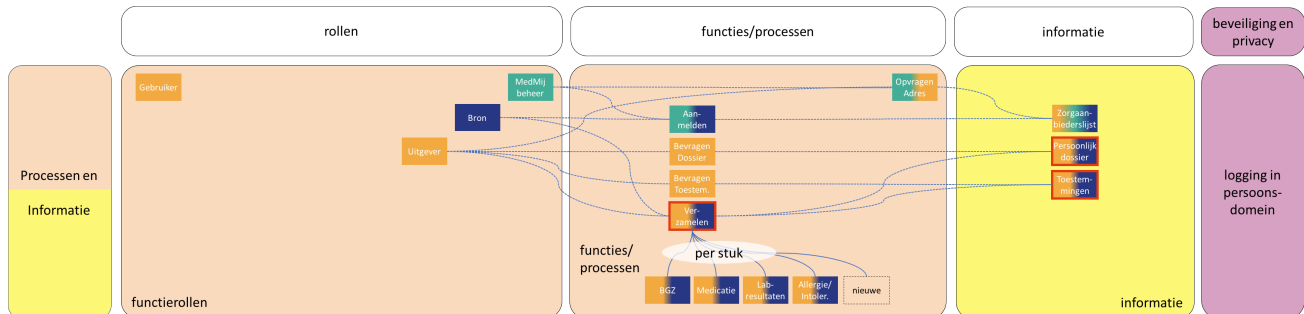 rollen
functies/processen
informatie
beveiliging en
privacy
Processen en
Informatie
Gebruiker
MedMij
beheer
Bron
Uitgever
functierollen
Opvragen
Adres
Aan-
melden
Bevragen
Dossier
Bevragen
Toestem.
Ver-
zamelen
functies/
processen
per stuk
BGZ
Medicatie
Lab-
resultaten
Allergie/
Intoler.
nieuwe
Zorgaan-
biederslijst
Persoonlijk
dossier
Toestem-
mingen
informatie
logging in
persoons-
domein